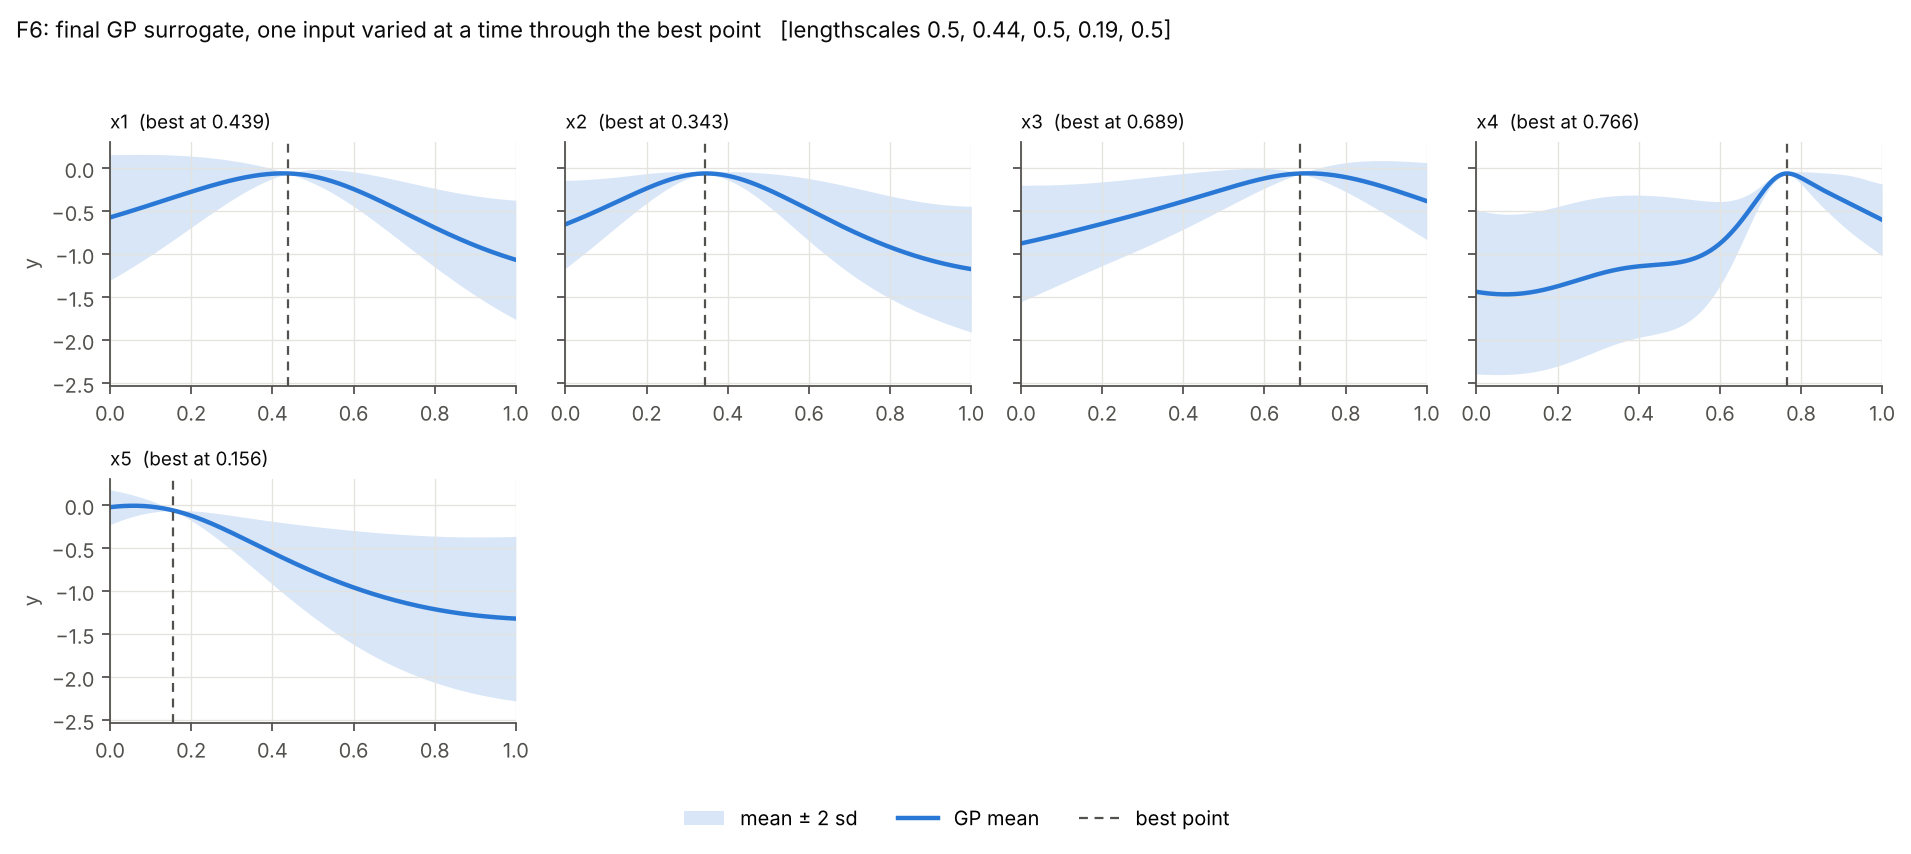 F6: final GP surrogate, one input varied at a time through the best point [lengthscales 0.5, 0.44, 0.5, 0.19, 0.5]
x1 (best at 0.439)
x2 (best at 0.343)
x3 (best at 0.689)
x4 (best at 0.766)
y
0.0
−0.5
−1.0
−1.5
−2.0
−2.5
0.0 0.2 0.4 0.6 0.8 1.0
0.0 0.2 0.4 0.6 0.8 1.0
0.0 0.2 0.4 0.6 0.8 1.0
0.0 0.2 0.4 0.6 0.8 1.0
x5 (best at 0.156)
y
0.0
−0.5
−1.0
−1.5
−2.0
−2.5
0.0 0.2 0.4 0.6 0.8 1.0
mean ± 2 sd GP mean best point